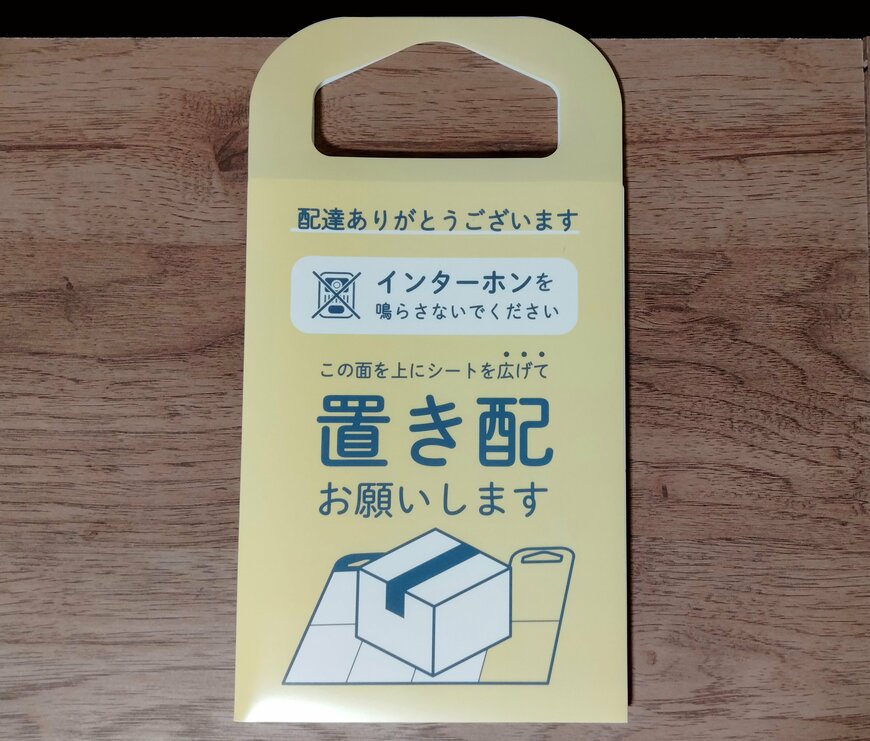 配達ありがとうございます
インターホンを
鳴らさないでください
この面を上にシートを広げて
置き配
お願いします